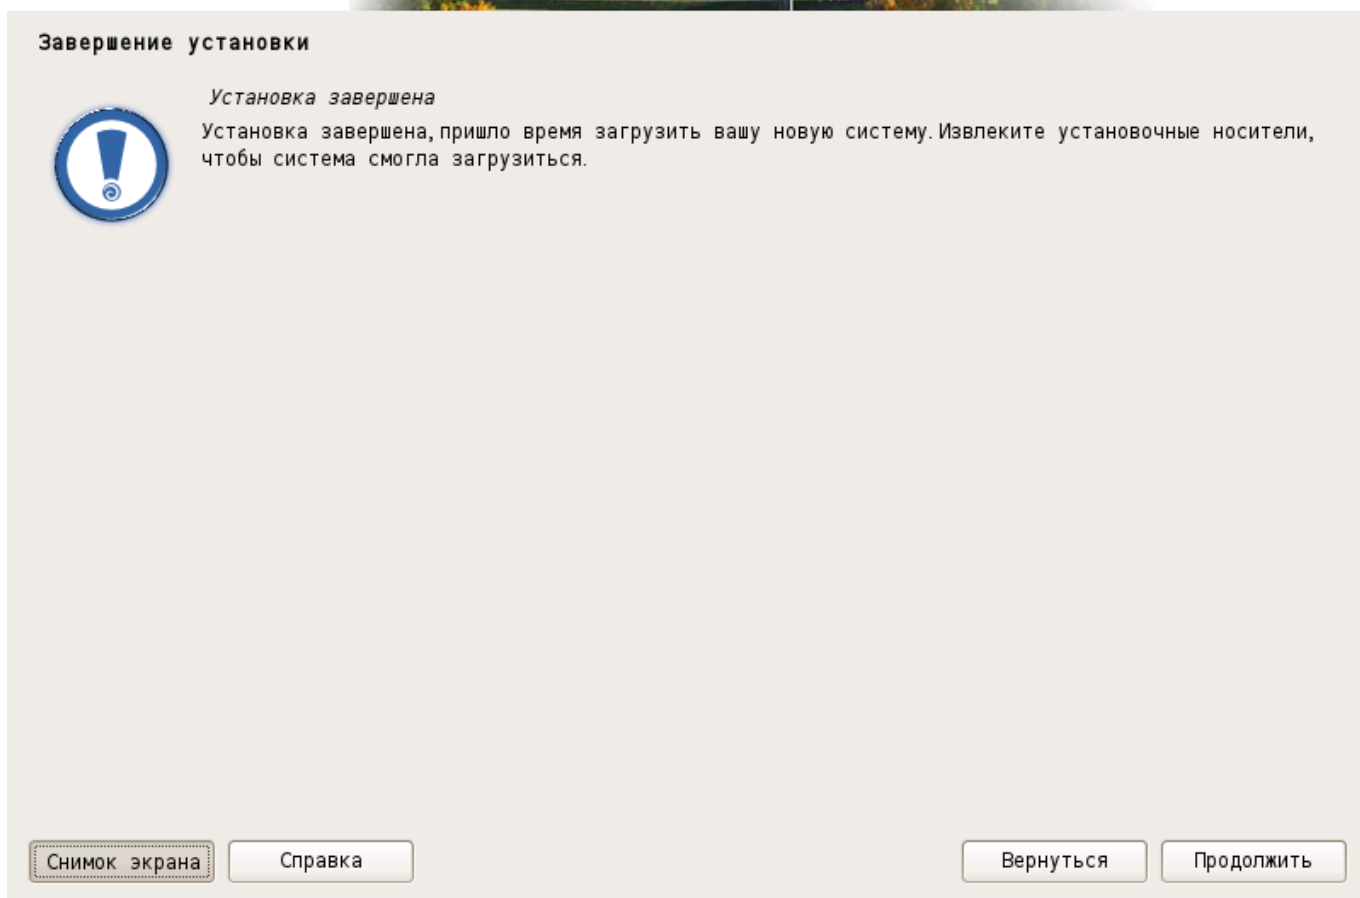 Завершение установки
Установка завершена
Установка завершена, пришло время загрузить вашу новую систему. Извлеките установочные носители,
чтобы система смогла загрузиться.
Снимок экрана Справка Вернуться Продолжить